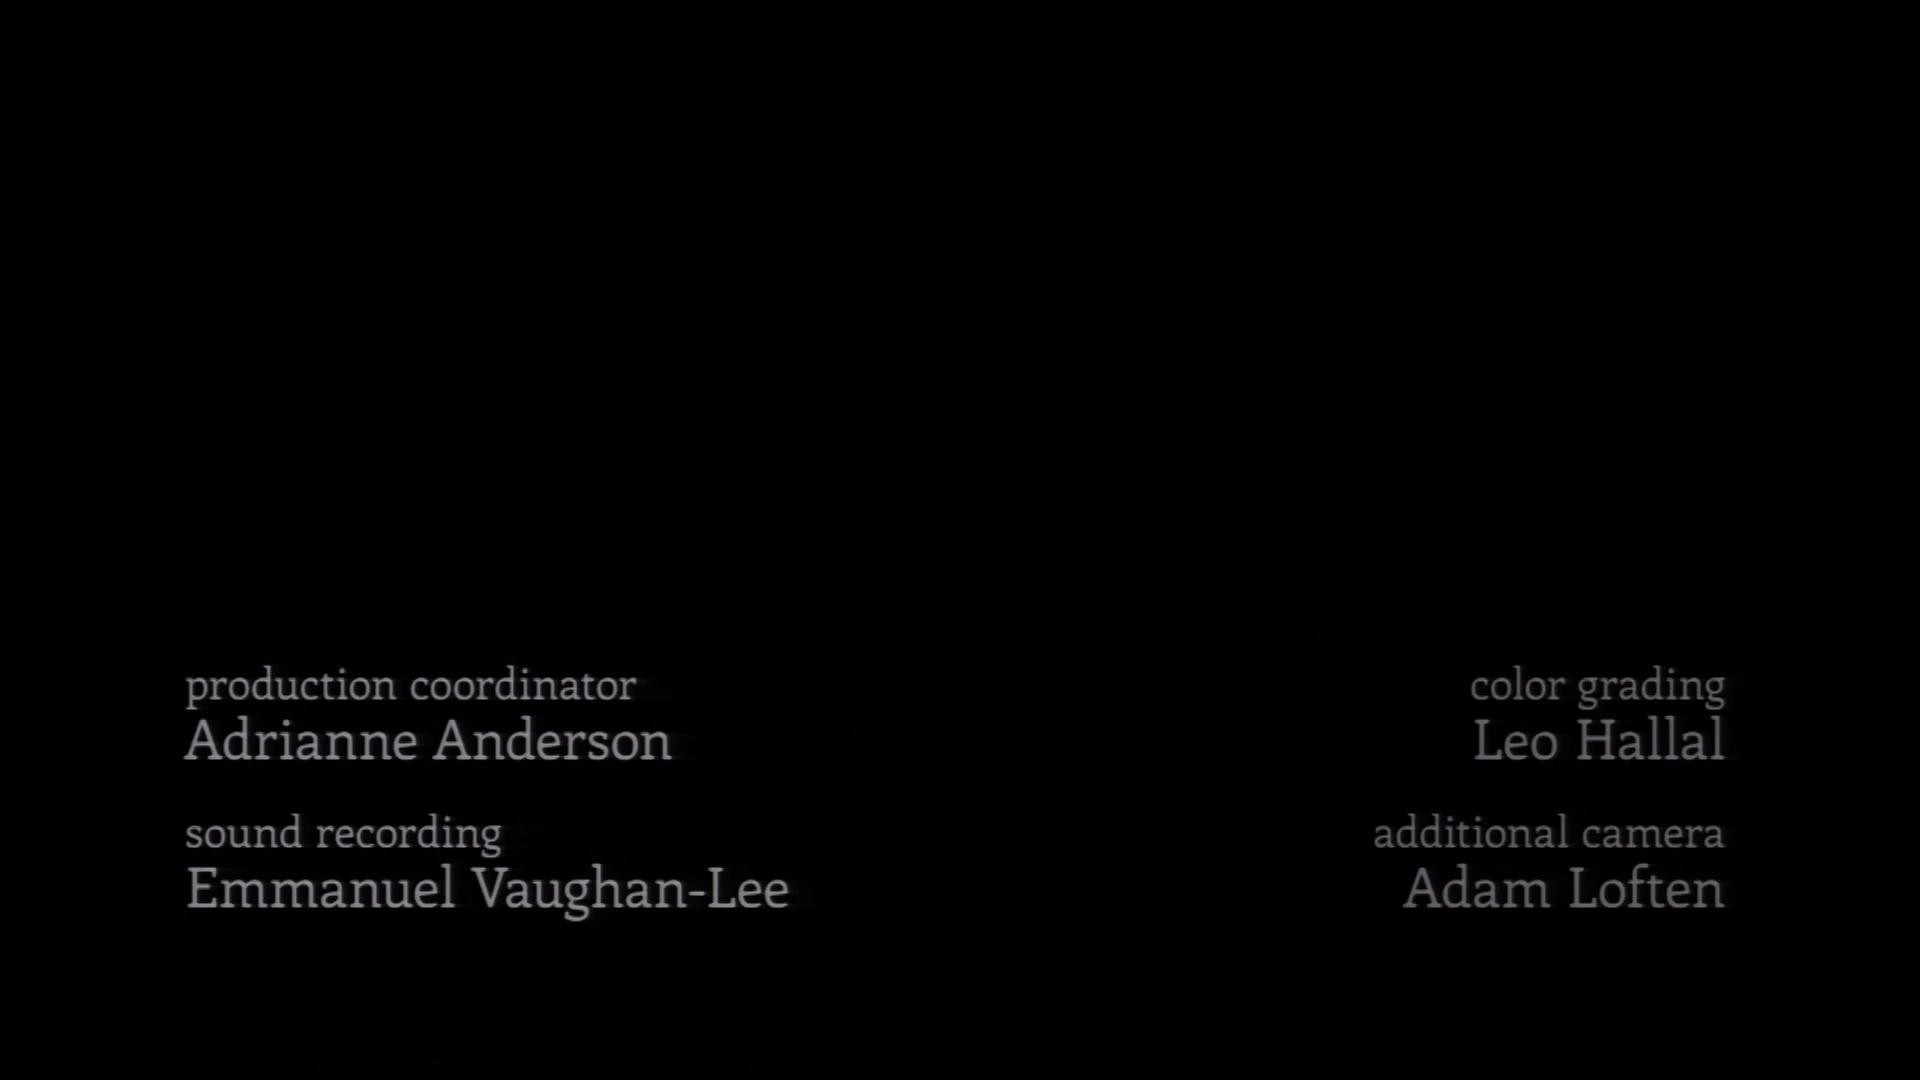 production coordinator
Adrianne Anderson
sound recording
Emmanuel Vaughan-Lee
color grading
Leo Hallal
additional camera
Adam Loften